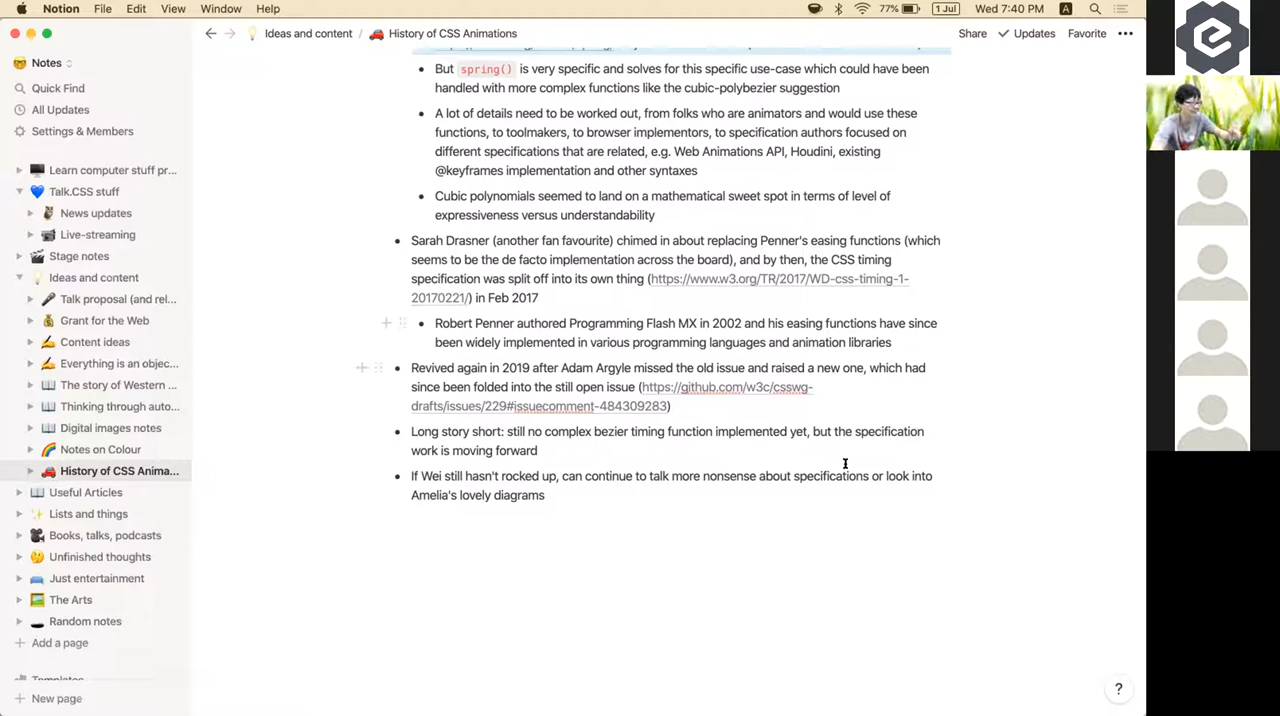 Notion File Edit View Window Help 77% 1 Jul Wed 7:40 PM A
Ideas and content / History of CSS Animations Share Updates Favorite
Notes
Quick Find
All Updates
Settings & Members
Learn computer stuff pr...
Talk.CSS stuff
News updates
Live-streaming
Stage notes
Ideas and content
Talk proposal (and rel...
Grant for the Web
Content ideas
Everything is an objec...
The story of Western ...
Thinking through auto...
Digital images notes
Notes on Colour
History of CSS Anima...
Useful Articles
Lists and things
Books, talks, podcasts
Unfinished thoughts
Just entertainment
The Arts
Random notes
Add a page
Templates
New page
But spring() is very specific and solves for this specific use-case which could have been
handled with more complex functions like the cubic-polybezier suggestion
A lot of details need to be worked out, from folks who are animators and would use these
functions, to toolmakers, to browser implementors, to specification authors focused on
different specifications that are related, e.g. Web Animations API, Houdini, existing
@keyframes implementation and other syntaxes
Cubic polynomials seemed to land on a mathematical sweet spot in terms of level of
expressiveness versus understandability
Sarah Drasner (another fan favourite) chimed in about replacing Penner's easing functions (which
seems to be the de facto implementation across the board), and by then, the CSS timing
specification was split off into its own thing (https://www.w3.org/TR/2017/WD-css-timing-1-
20170221/) in Feb 2017
Robert Penner authored Programming Flash MX in 2002 and his easing functions have since
been widely implemented in various programming languages and animation libraries
Revived again in 2019 after Adam Argyle missed the old issue and raised a new one, which had
since been folded into the still open issue (https://github.com/w3c/csswg-
drafts/issues/229#issuecomment-484309283)
Long story short: still no complex bezier timing function implemented yet, but the specification
work is moving forward
If Wei still hasn't rocked up, can continue to talk more nonsense about specifications or look into
Amelia's lovely diagrams
?